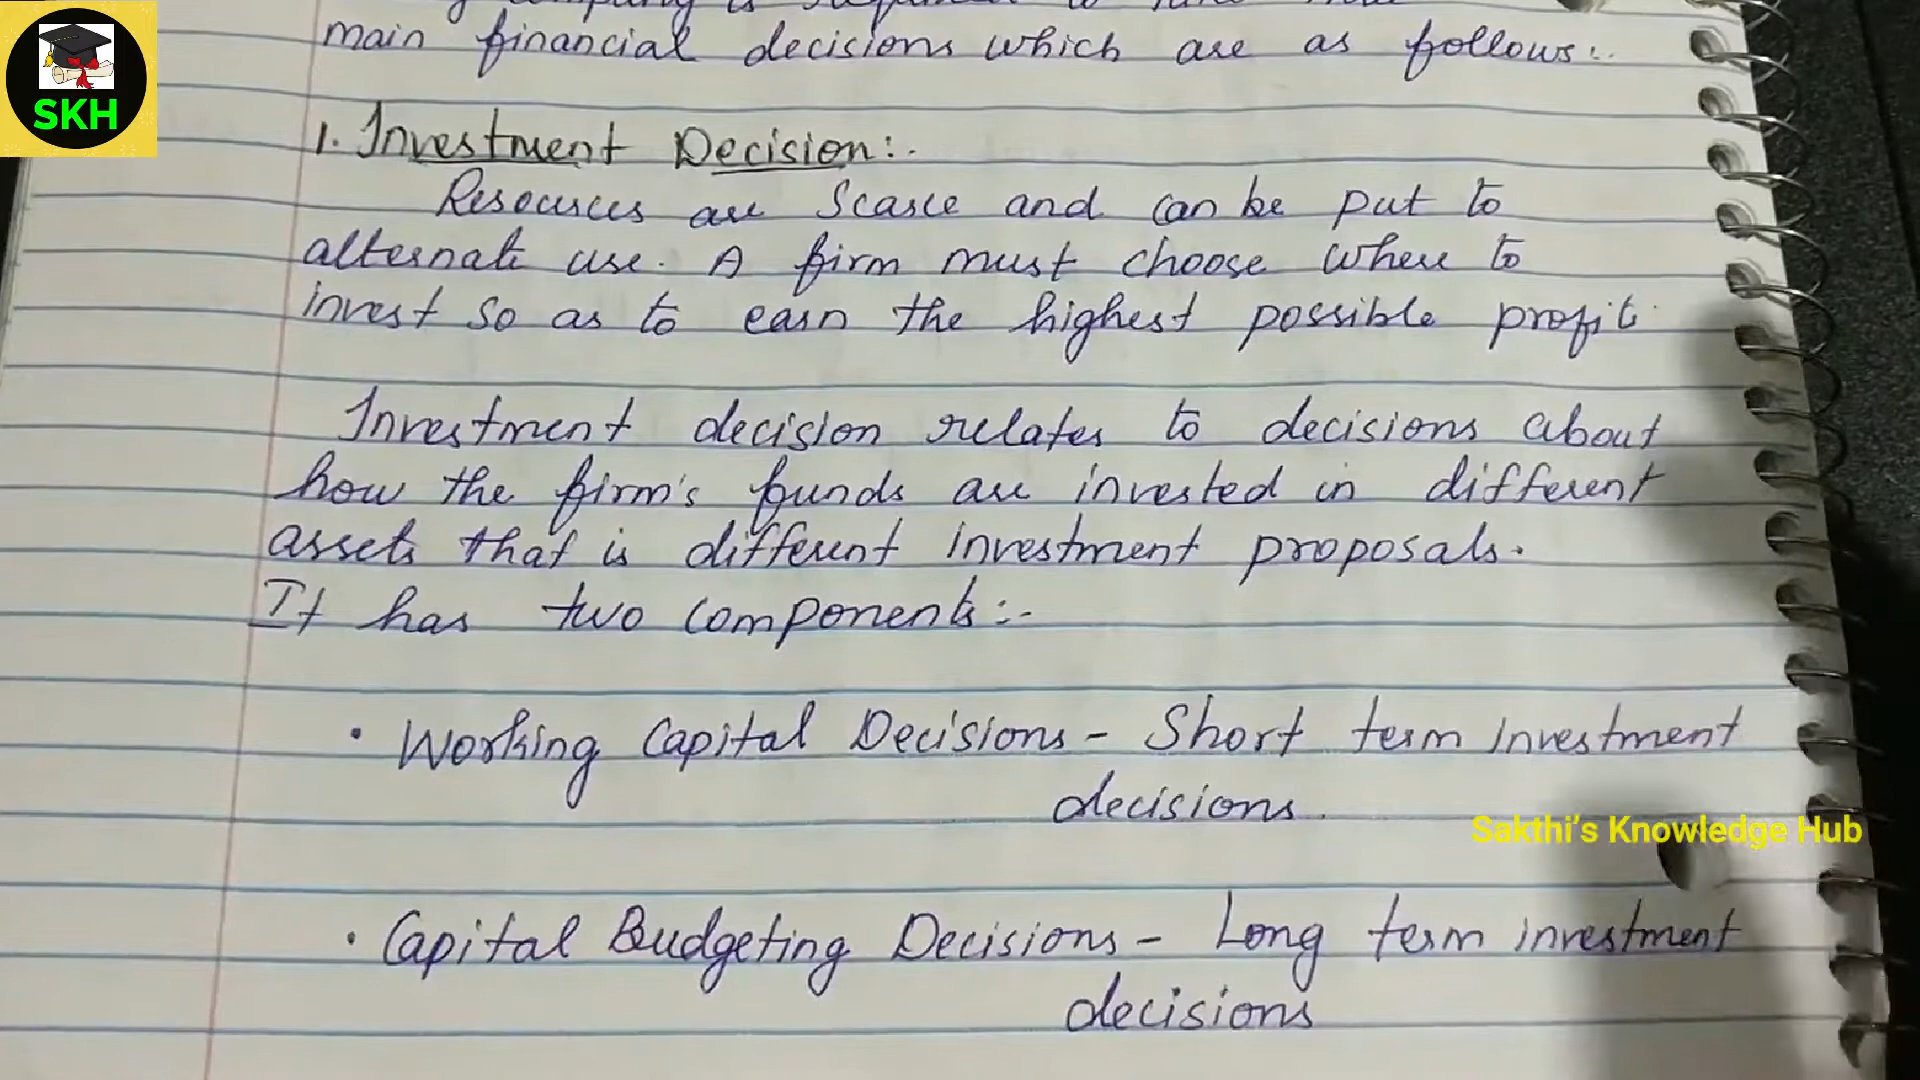 main financial decisions which are as follows:.
SKH
1. Investment Decision:.
Resources are Scarce and can be put to
alternate use. A firm must choose where to
invest so as to earn the highest possible profit.
Investment decision relates to decisions about
how the firm's funds are invested in different
assets that is different investment proposals.
It has two components:-
• Working Capital Decisions - Short term investment
decisions.
Sakthi's Knowledge Hub
• Capital Budgeting Decisions - Long term investment
decisions